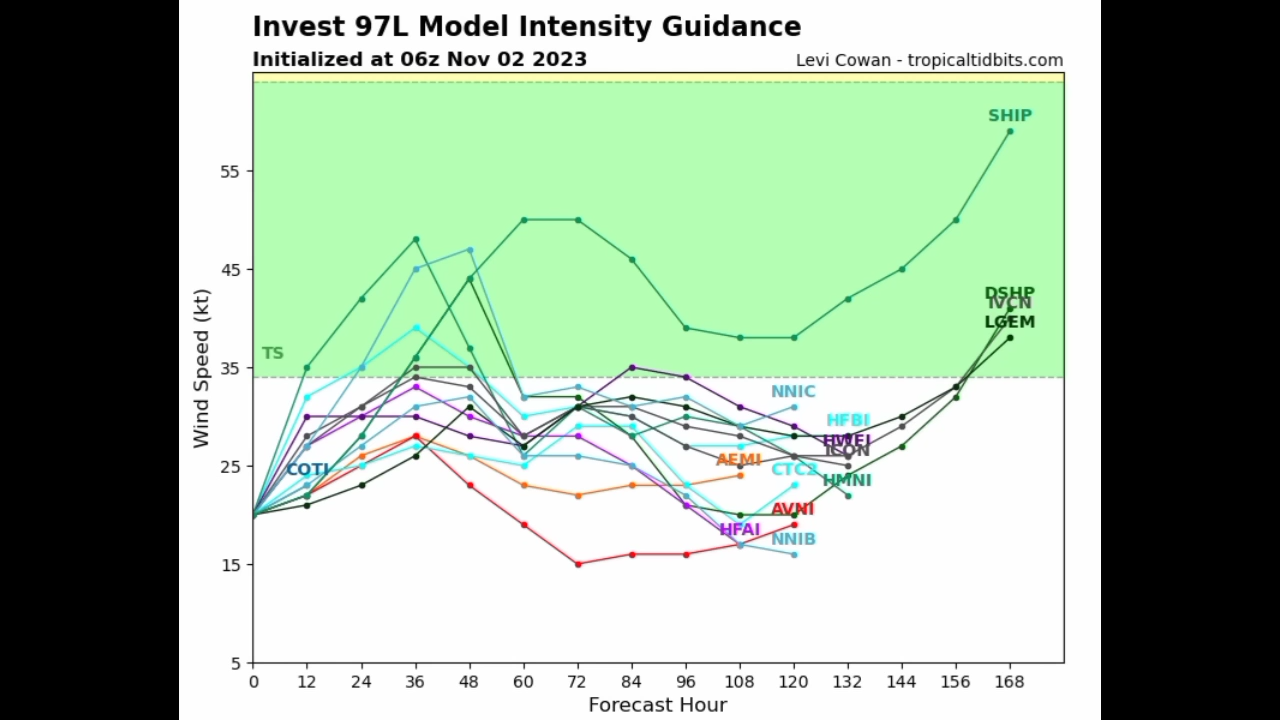 Invest 97L Model Intensity Guidance
Initialized at 06z Nov 02 2023
Levi Cowan - tropicaltidbits.com
SHIP
55
45
DSHP
IVCN
LGEM
TS
35
NNIC
HFBI
HWFI
ICON
AEMI
COTI
CTC2
25
HMNI
AVNI
HFAI
NNIB
15
5
Wind Speed (kt)
0 12 24 36 48 60 72 84 96 108 120 132 144 156 168
Forecast Hour